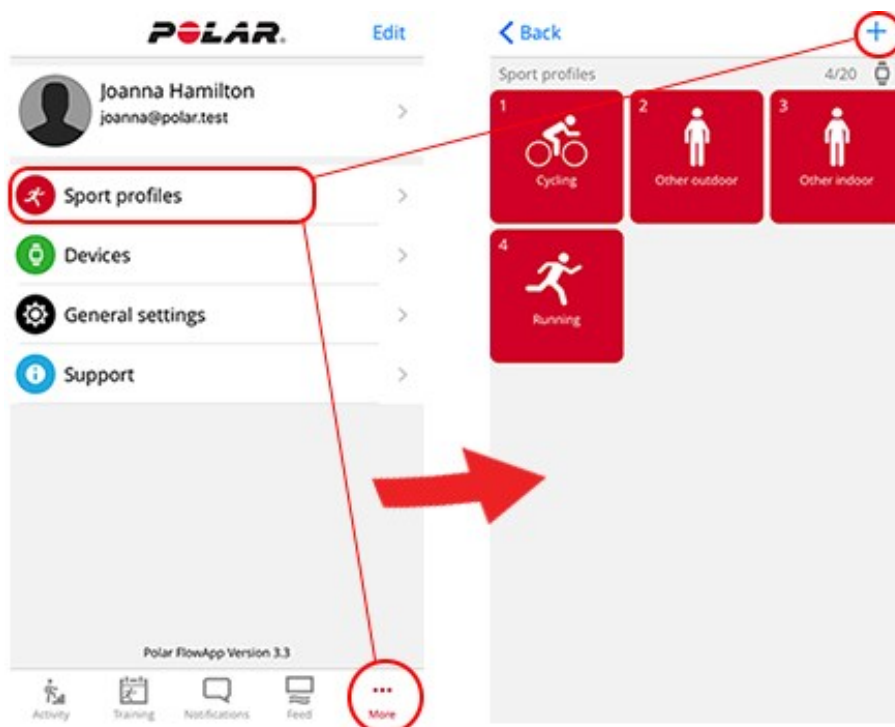 POLAR.
Edit
Joanna Hamilton
joanna@polar.test
Sport profiles
Devices
General settings
Support
Polar FlowApp Version 3.3
Activity
Training
Notifications
Feed
More
Back
+
Sport profiles
4/20
1
Cycling
2
Other outdoor
3
Other indoor
4
Running